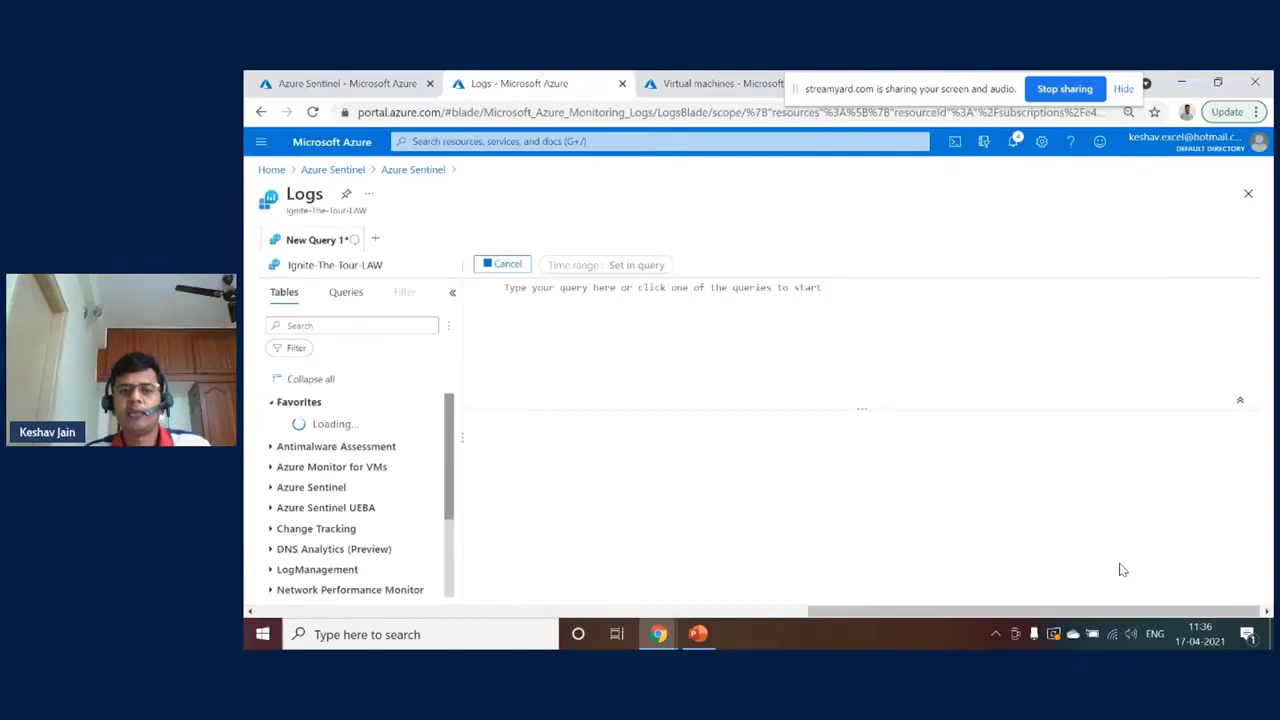 Azure Sentinel - Microsoft Azure
Logs - Microsoft Azure
Virtual machines - Microsoft
streamyard.com is sharing your screen and audio.
Stop sharing
Hide
portal.azure.com/#blade/Microsoft_Azure_Monitoring_Logs/LogsBlade/scope/%7B"resources"%3A%5B%7B"resourceId"%3A"%2Fsubscriptions%2Fe4...
Update
Microsoft Azure
Search resources, services, and docs (G+/)
4
keshav.excel@hotmail.c...
DEFAULT DIRECTORY
Home > Azure Sentinel > Azure Sentinel >
Logs
...
Ignite-The-Tour-LAW
New Query 1*
+
Ignite-The-Tour-LAW
Cancel
Time range : Set in query
Tables
Queries
Filter
«
Type your query here or click one of the queries to start
Search
Filter
Collapse all
Favorites
Loading...
Antimalware Assessment
Azure Monitor for VMs
Azure Sentinel
Azure Sentinel UEBA
Change Tracking
DNS Analytics (Preview)
LogManagement
Network Performance Monitor
Keshav Jain
Type here to search
ENG
11:36
17-04-2021
1